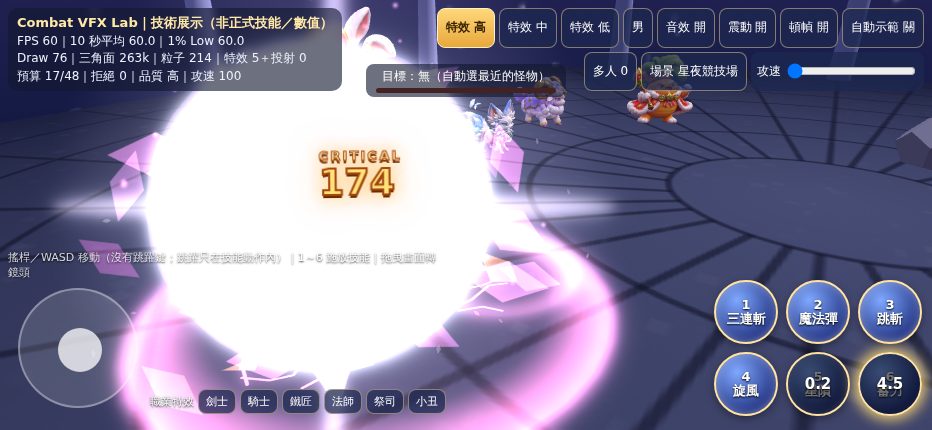 Combat VFX Lab｜技術展示（非正式技能／數值）
FPS 60｜10 秒平均 60.0｜1% Low 60.0
Draw 76｜三角面 263k｜粒子 214｜特效 5＋投射 0
預算 17/48｜拒絕 0｜品質 高｜攻速 100
特效 高
特效 中
特效 低
男
音效 開
震動 開
頓幀 開
自動示範 關
目標：無（自動選最近的怪物）
多人 0
場景 星夜競技場
攻速
CRITICAL
174
搖桿／WASD 移動（沒有跳躍鍵；跳躍只在技能動作內）｜1～6 施放技能｜拖曳畫面轉
鏡頭
1
三連斬
2
魔法彈
3
跳斬
4
旋風
0.2
4.5
職業特效
劍士
騎士
鐵匠
法師
祭司
小丑